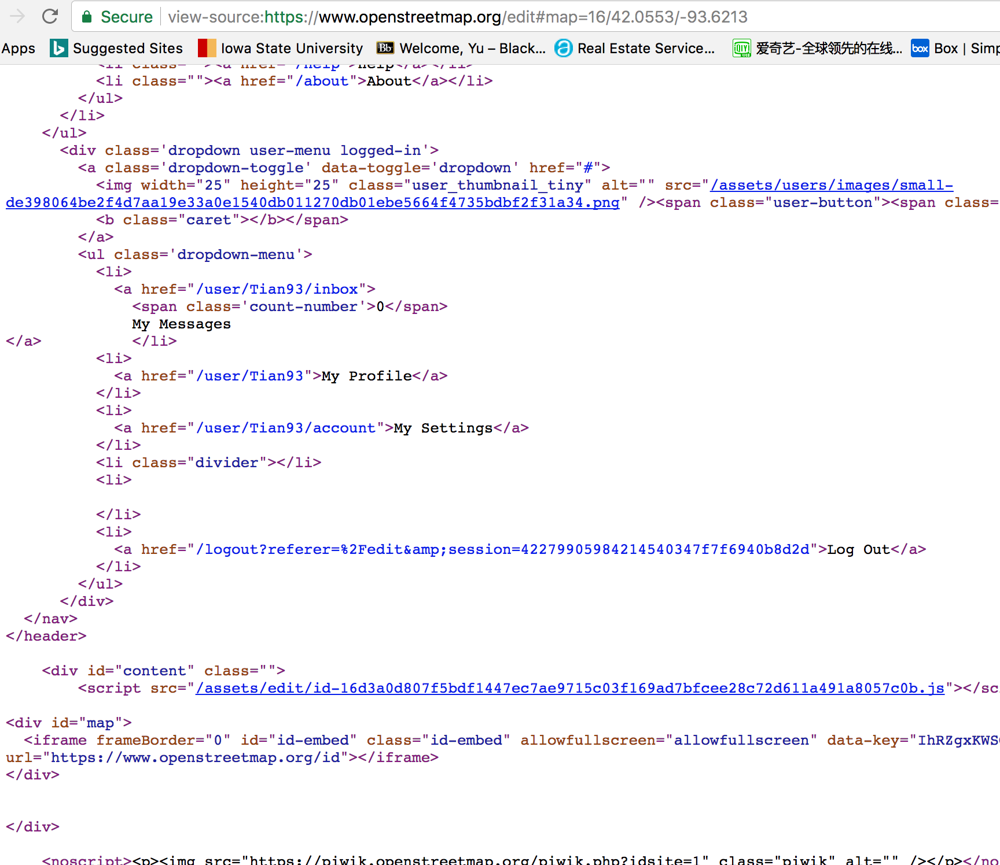 Secure view-source:https://www.openstreetmap.org/edit#map=16/42.0553/-93.6213
Apps Suggested Sites Iowa State University Bb Welcome, Yu – Black... Real Estate Service... 爱奇艺-全球领先的在线... box Box | Simp
<li class=""><a href="/help">Help</a></li>
<li class=""><a href="/about">About</a></li>
</ul>
</li>
</ul>
<div class='dropdown user-menu logged-in'>
<a class='dropdown-toggle' data-toggle='dropdown' href="#">
<img width="25" height="25" class="user_thumbnail_tiny" alt="" src="/assets/users/images/small-
de398064be2f4d7aa19e33a0e1540db011270db01ebe5664f4735bdbf2f31a34.png" /><span class="user-button"><span class=
<b class="caret"></b></span>
</a>
<ul class='dropdown-menu'>
<li>
<a href="/user/Tian93/inbox">
<span class='count-number'>0</span>
My Messages
</a> </li>
<li>
<a href="/user/Tian93">My Profile</a>
</li>
<li>
<a href="/user/Tian93/account">My Settings</a>
</li>
<li class="divider"></li>
<li>
</li>
<li>
<a href="/logout?referer=%2Fedit&amp;session=42279905984214540347f7f6940b8d2d">Log Out</a>
</li>
</ul>
</div>
</nav>
</header>
<div id="content" class="">
<script src="/assets/edit/id-16d3a0d807f5bdf1447ec7ae9715c03f169ad7bfcee28c72d611a491a8057c0b.js"></sc
<div id="map">
<iframe frameBorder="0" id="id-embed" class="id-embed" allowfullscreen="allowfullscreen" data-key="IhRZgxKWS
url="https://www.openstreetmap.org/id"></iframe>
</div>
</div>
<noscript><p><img src="https://piwik.openstreetmap.org/piwik.php?idsite=1" class="piwik" alt="" /></p></no